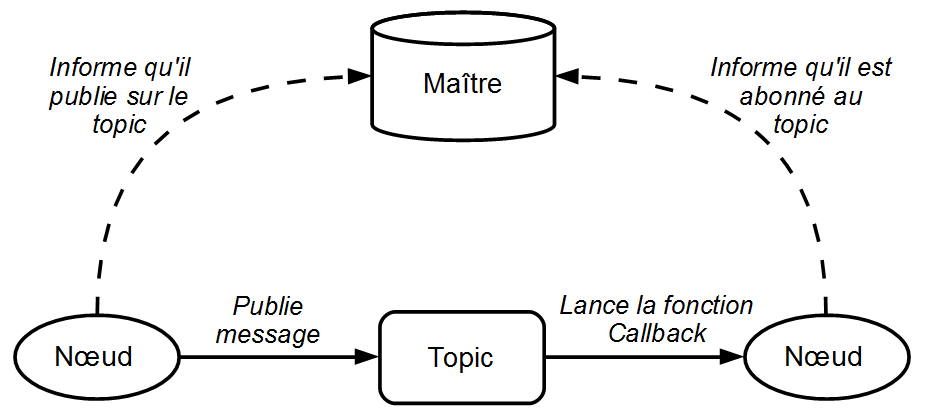 Informe qu'il
publie sur le
topic
Maître
Informe qu'il est
abonné au
topic
Publie
message
Lance la fonction
Callback
Nœud
Topic
Nœud